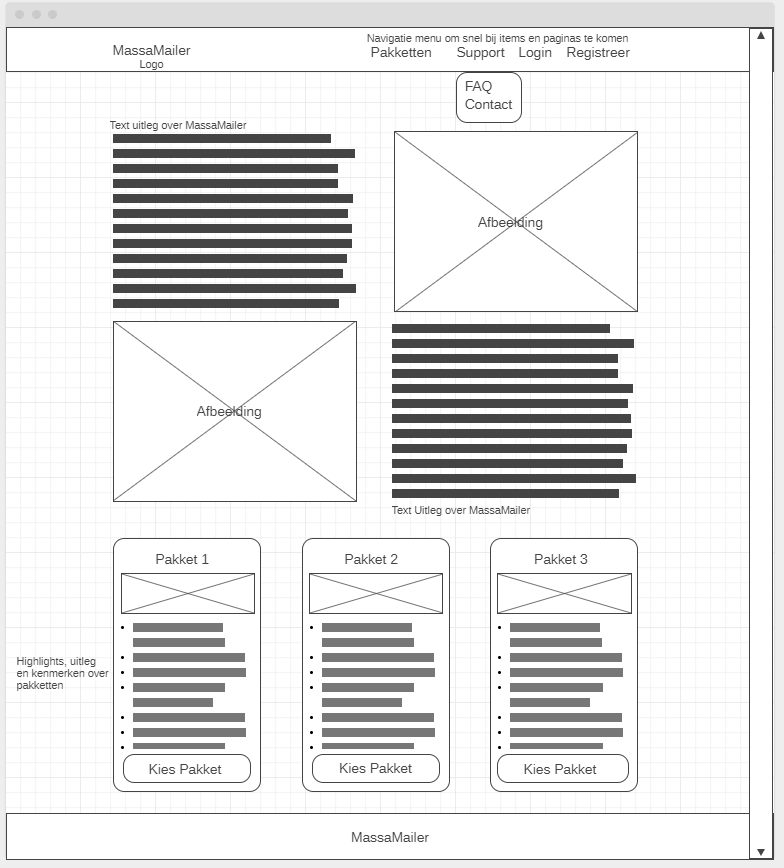 Navigatie menu om snel bij items en paginas te komen
MassaMailer
Logo
Pakketten Support Login Registreer
FAQ
Contact
Text uitleg over MassaMailer
Afbeelding
Afbeelding
Text Uitleg over MassaMailer
Pakket 1
Pakket 2
Pakket 3
Highlights, uitleg
en kenmerken over
pakketten
Kies Pakket
Kies Pakket
Kies Pakket
MassaMailer